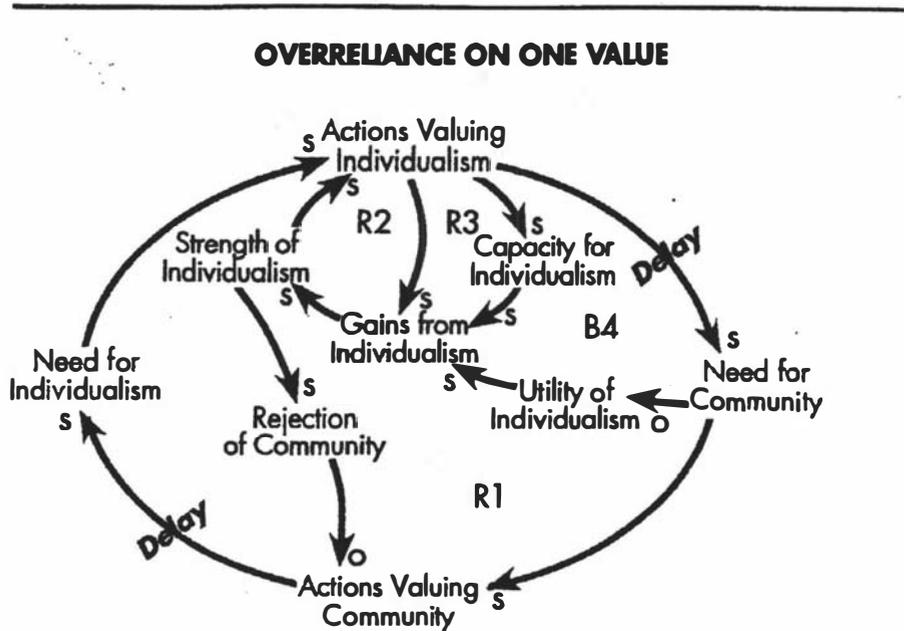 OVERRELIANCE ON ONE VALUE
s Actions Valuing
Individualism
s
R2
R3
s
Strength of
Individualism
s
Capacity for
Individualism
Delay
s
s
Gains from
Individualism
s
B4
s
Need for
Individualism
s
Need for
Community
Utility of
Individualism
o
s
Rejection
of Community
R1
Delay
o
Actions Valuing
Community
s